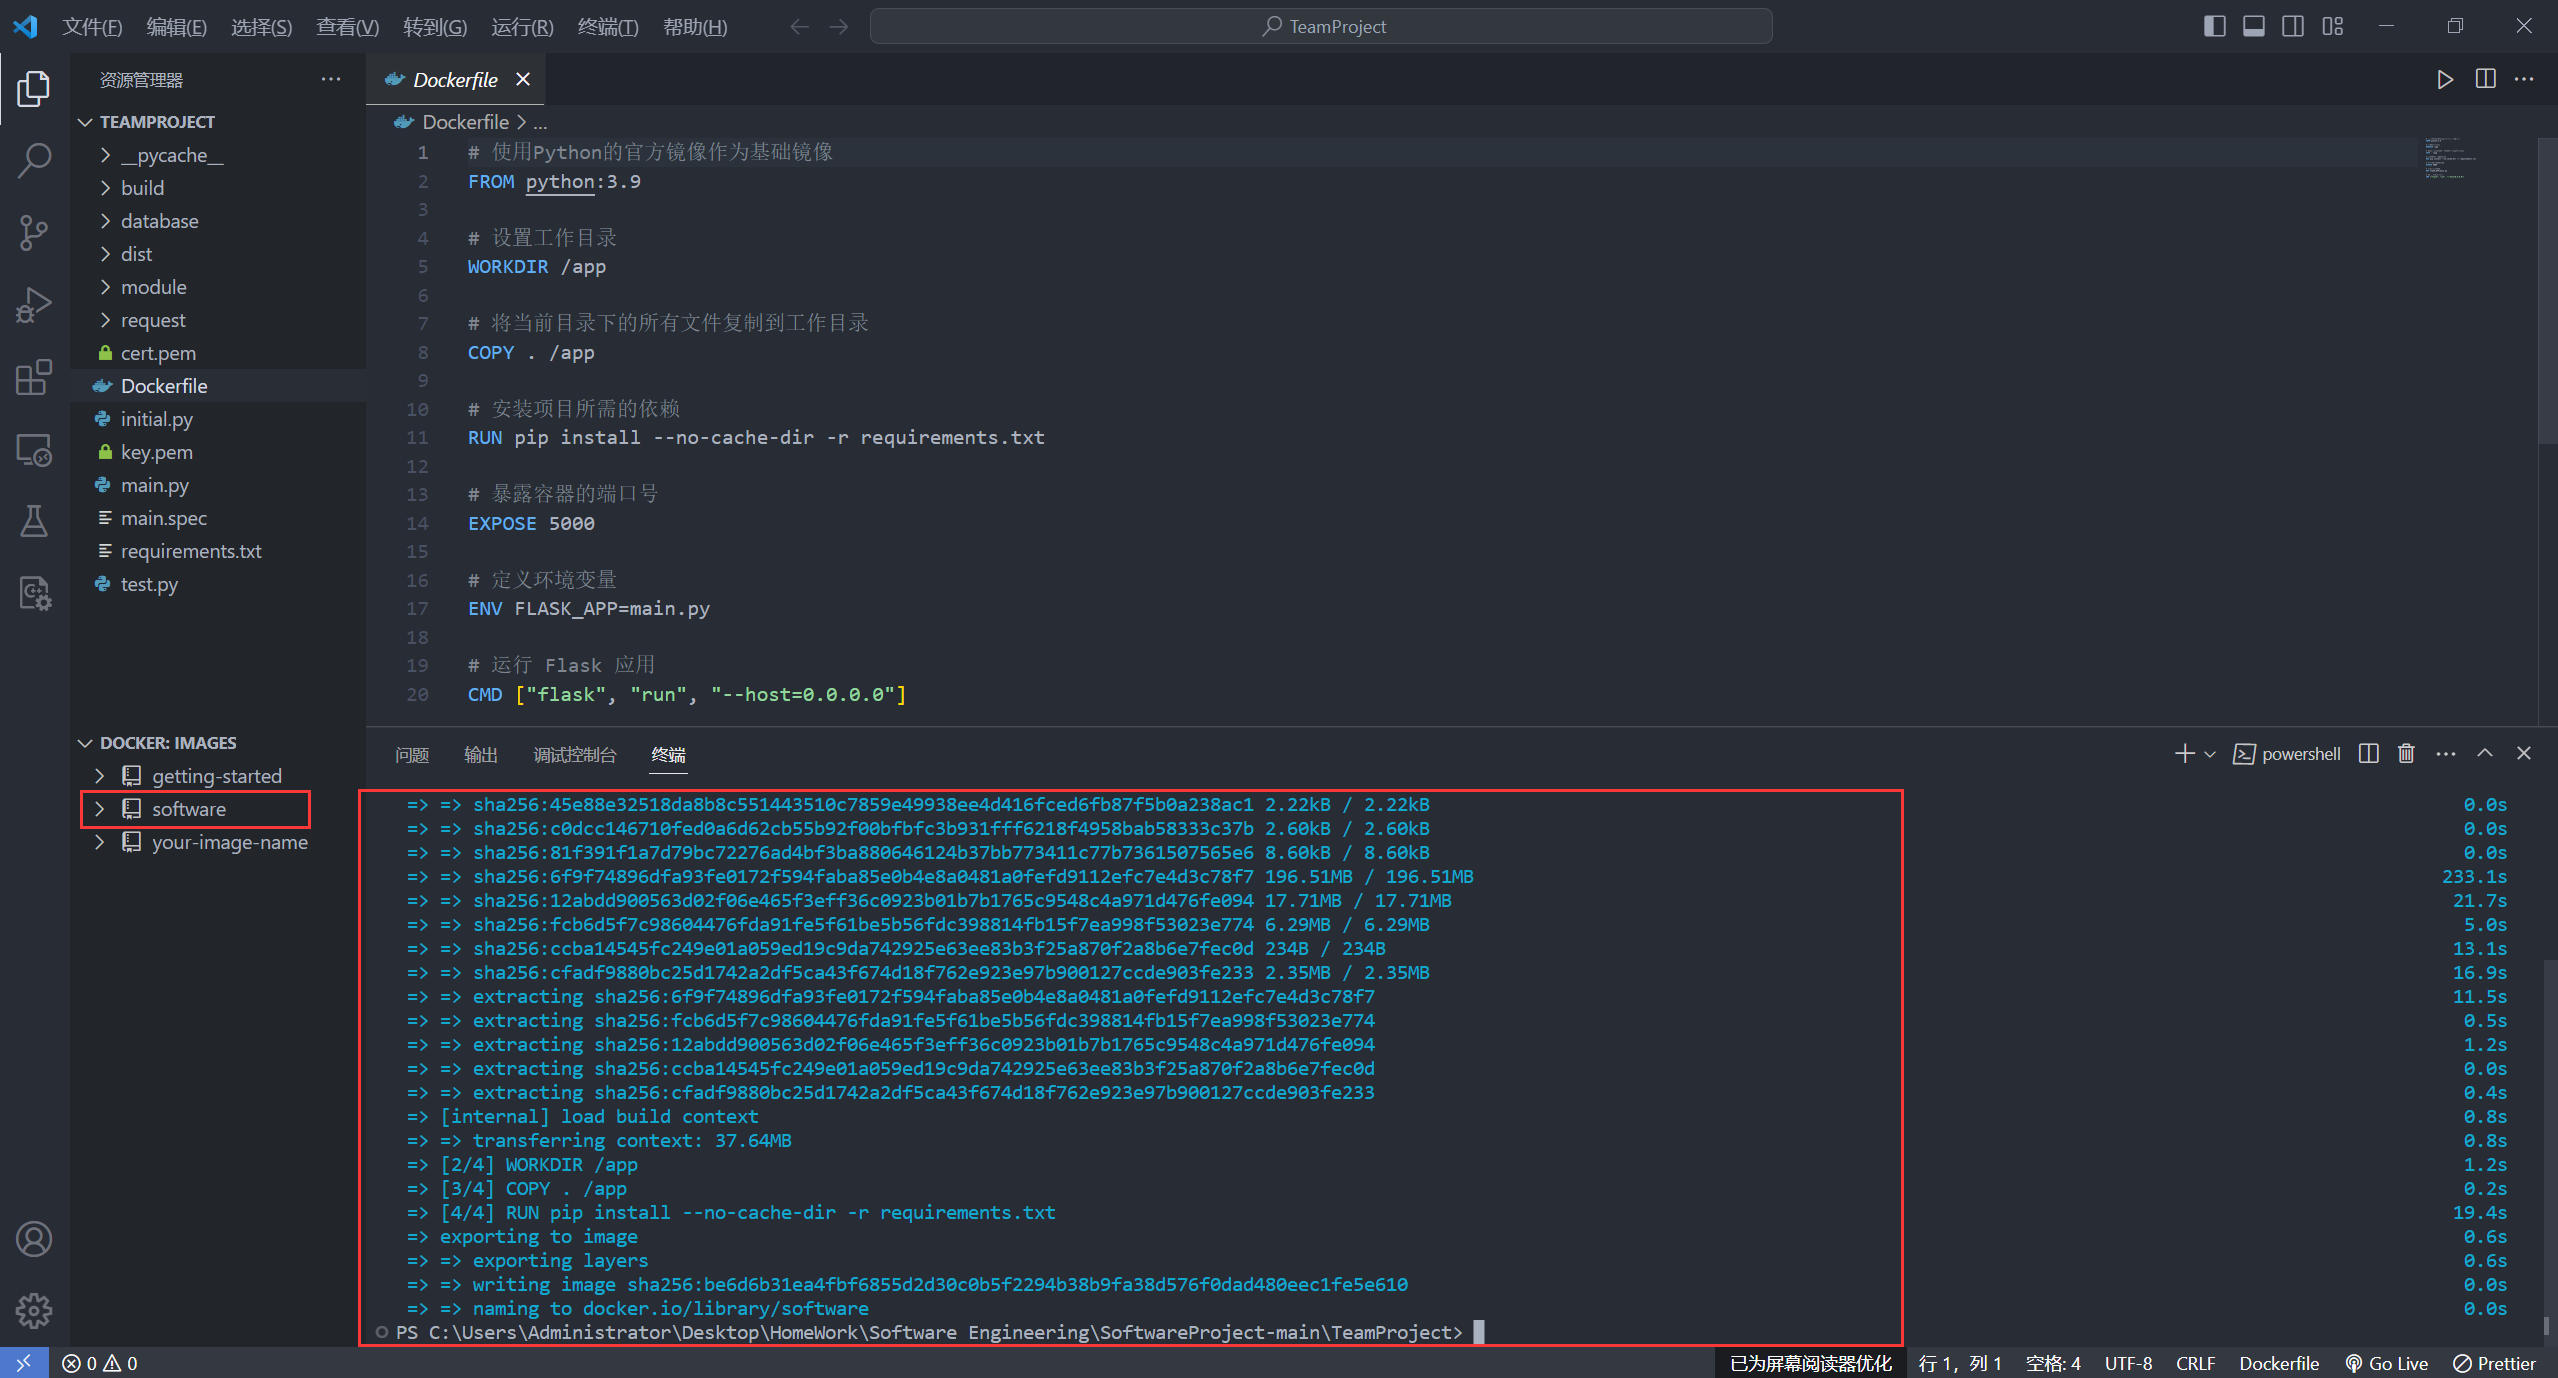 文件(F) 编辑(E) 选择(S) 查看(V) 转到(G) 运行(R) 终端(T) 帮助(H) TeamProject
资源管理器
TEAMPROJECT
__pycache__
build
database
dist
module
request
cert.pem
Dockerfile
initial.py
key.pem
main.py
main.spec
requirements.txt
test.py
DOCKER: IMAGES
getting-started
software
your-image-name
Dockerfile
Dockerfile > ...
1 # 使用Python的官方镜像作为基础镜像
2 FROM python:3.9
3
4 # 设置工作目录
5 WORKDIR /app
6
7 # 将当前目录下的所有文件复制到工作目录
8 COPY . /app
9
10 # 安装项目所需的依赖
11 RUN pip install --no-cache-dir -r requirements.txt
12
13 # 暴露容器的端口号
14 EXPOSE 5000
15
16 # 定义环境变量
17 ENV FLASK_APP=main.py
18
19 # 运行 Flask 应用
20 CMD ["flask", "run", "--host=0.0.0.0"]
问题 输出 调试控制台 终端 powershell
=> => sha256:45e88e32518da8b8c551443510c7859e49938ee4d416fced6fb87f5b0a238ac1 2.22kB / 2.22kB 0.0s
=> => sha256:c0dcc146710fed0a6d62cb55b92f00bfbfc3b931fff6218f4958bab58333c37b 2.60kB / 2.60kB 0.0s
=> => sha256:81f391f1a7d79bc72276ad4bf3ba880646124b37bb773411c77b7361507565e6 8.60kB / 8.60kB 0.0s
=> => sha256:6f9f74896dfa93fe0172f594faba85e0b4e8a0481a0fefd9112efc7e4d3c78f7 196.51MB / 196.51MB 233.1s
=> => sha256:12abdd900563d02f06e465f3eff36c0923b01b7b1765c9548c4a971d476fe094 17.71MB / 17.71MB 21.7s
=> => sha256:fcb6d5f7c98604476fda91fe5f61be5b56fdc398814fb15f7ea998f53023e774 6.29MB / 6.29MB 5.0s
=> => sha256:ccba14545fc249e01a059ed19c9da742925e63ee83b3f25a870f2a8b6e7fec0d 234B / 234B 13.1s
=> => sha256:cfadf9880bc25d1742a2df5ca43f674d18f762e923e97b900127ccde903fe233 2.35MB / 2.35MB 16.9s
=> => extracting sha256:6f9f74896dfa93fe0172f594faba85e0b4e8a0481a0fefd9112efc7e4d3c78f7 11.5s
=> => extracting sha256:fcb6d5f7c98604476fda91fe5f61be5b56fdc398814fb15f7ea998f53023e774 0.5s
=> => extracting sha256:12abdd900563d02f06e465f3eff36c0923b01b7b1765c9548c4a971d476fe094 1.2s
=> => extracting sha256:ccba14545fc249e01a059ed19c9da742925e63ee83b3f25a870f2a8b6e7fec0d 0.0s
=> => extracting sha256:cfadf9880bc25d1742a2df5ca43f674d18f762e923e97b900127ccde903fe233 0.4s
=> [internal] load build context 0.8s
=> => transferring context: 37.64MB 0.8s
=> [2/4] WORKDIR /app 1.2s
=> [3/4] COPY . /app 0.2s
=> [4/4] RUN pip install --no-cache-dir -r requirements.txt 19.4s
=> exporting to image 0.6s
=> => exporting layers 0.6s
=> => writing image sha256:be6d6b31ea4fbf6855d2d30c0b5f2294b38b9fa38d576f0dad480eec1fe5e610 0.0s
=> => naming to docker.io/library/software 0.0s
PS C:\Users\Administrator\Desktop\HomeWork\Software Engineering\SoftwareProject-main\TeamProject>
0 0 已为屏幕阅读器优化 行 1, 列 1 空格: 4 UTF-8 CRLF Dockerfile Go Live Prettier